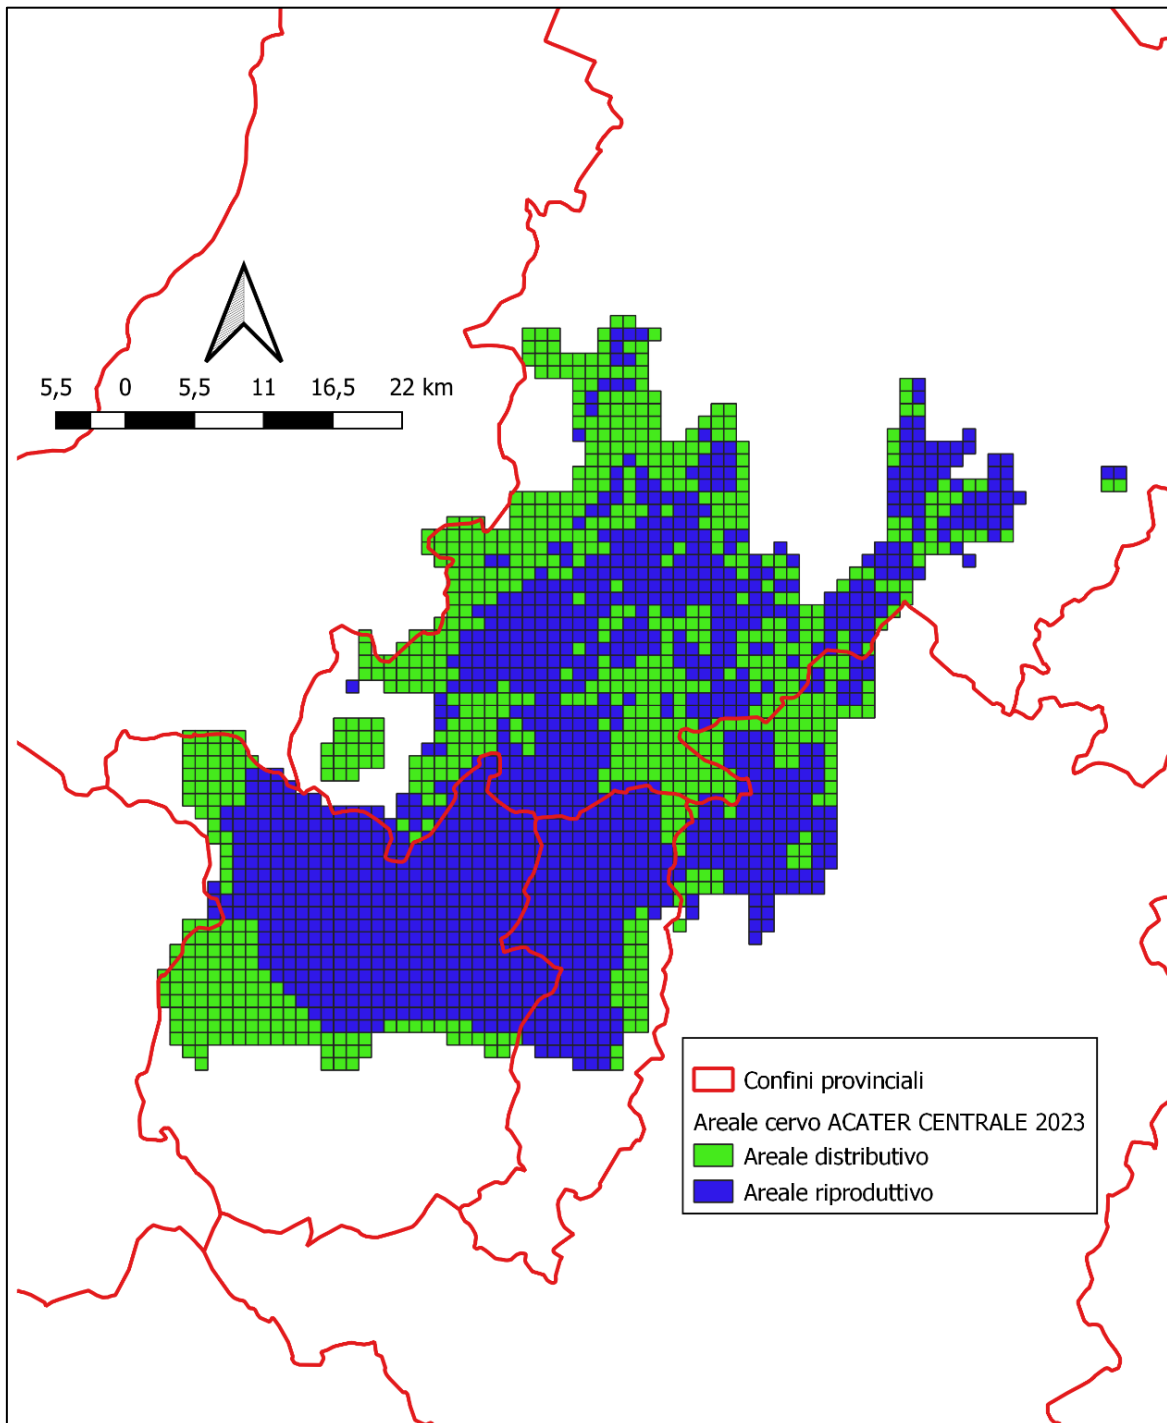 5,5 0 5,5 11 16,5 22 km
Confini provinciali
Areale cervo ACATER CENTRALE 2023
Areale distributivo
Areale riproduttivo